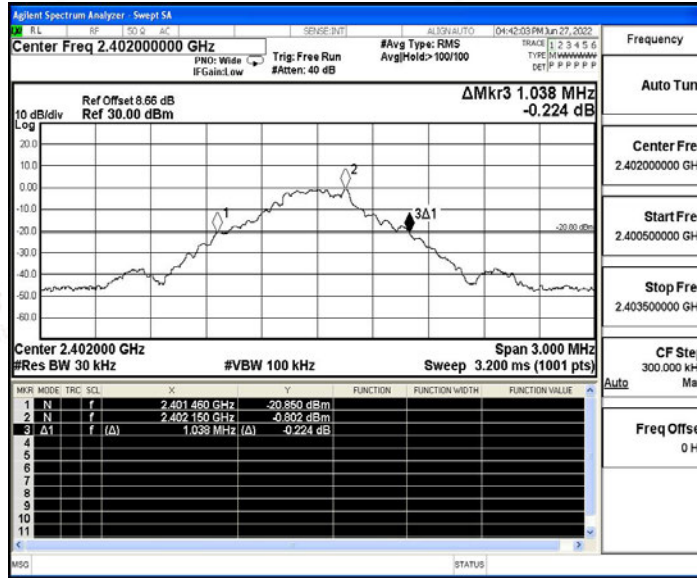 Agilent Spectrum Analyzer - Swept SA
RL RF 50 Ω AC SENSE:INT ALIGN AUTO 04:42:03 PM Jun 27, 2022
Center Freq 2.402000000 GHz #Avg Type: RMS TRACE 1 2 3 4 5 6
PNO: Wide Trig: Free Run Avg|Hold:> 100/100 TYPE MWWWWW
IFGain:Low #Atten: 40 dB DET P P P P P P
Frequency
Auto Tun
Ref Offset 8.66 dB ΔMkr3 1.038 MHz
10 dB/div Ref 30.00 dBm -0.224 dB
Log
20.0
10.0
0.00
-10.0
-20.0
-30.0
-40.0
-50.0
-60.0
1
2
3Δ1
-20.80 dBm
Center 2.402000 GHz Span 3.000 MHz
#Res BW 30 kHz #VBW 100 kHz Sweep 3.200 ms (1001 pts)
MKR MODE TRC SCL X Y FUNCTION FUNCTION WIDTH FUNCTION VALUE
1 N f 2.401 460 GHz -20.850 dBm
2 N f 2.402 150 GHz -0.802 dBm
3 Δ1 f (Δ) 1.038 MHz (Δ) -0.224 dB
4
5
6
7
8
9
10
11
MSG STATUS
Center Fre
2.402000000 GH
Start Fre
2.400500000 GH
Stop Fre
2.403500000 GH
CF Ste
300.000 kH
Auto Ma
Freq Offse
0 H